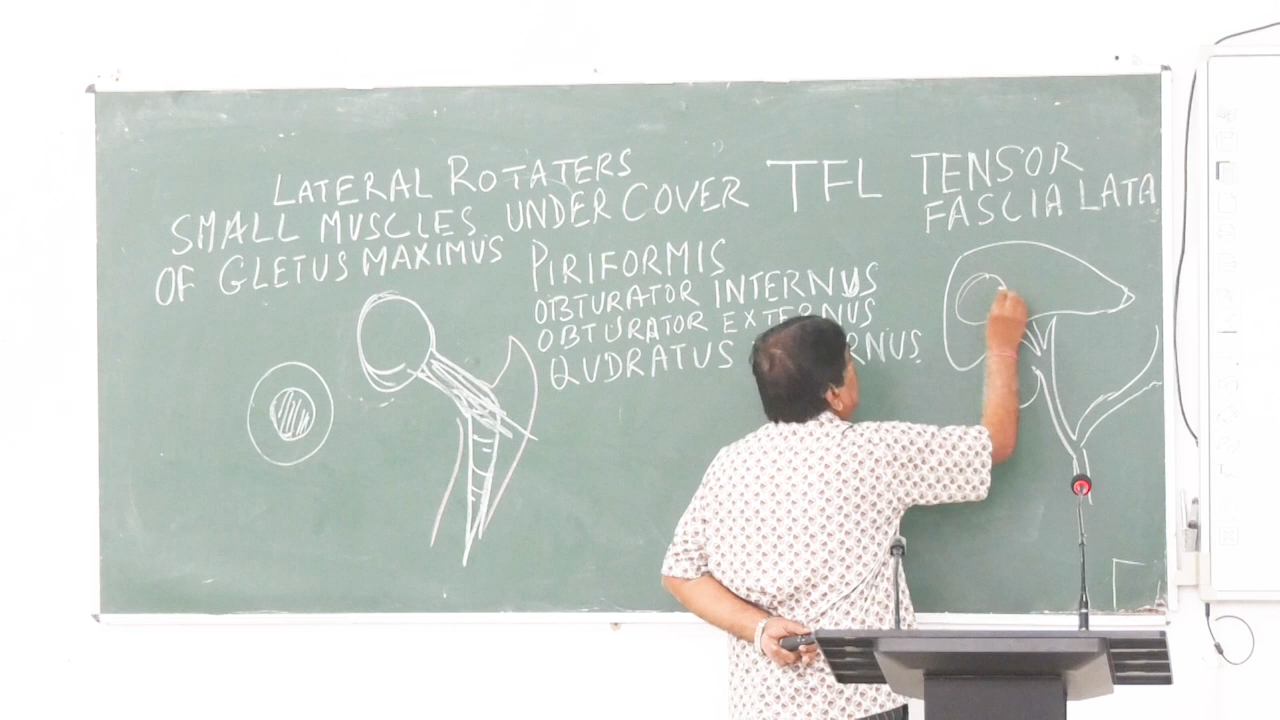 LATERAL ROTATERS
SMALL MUSCLES UNDER COVER
OF GLETUS MAXIMUS
PIRIFORMIS
OBTURATOR INTERNUS
OBTURATOR EXTERNUS
QUDRATUS
TFL TENSOR
FASCIA LATA